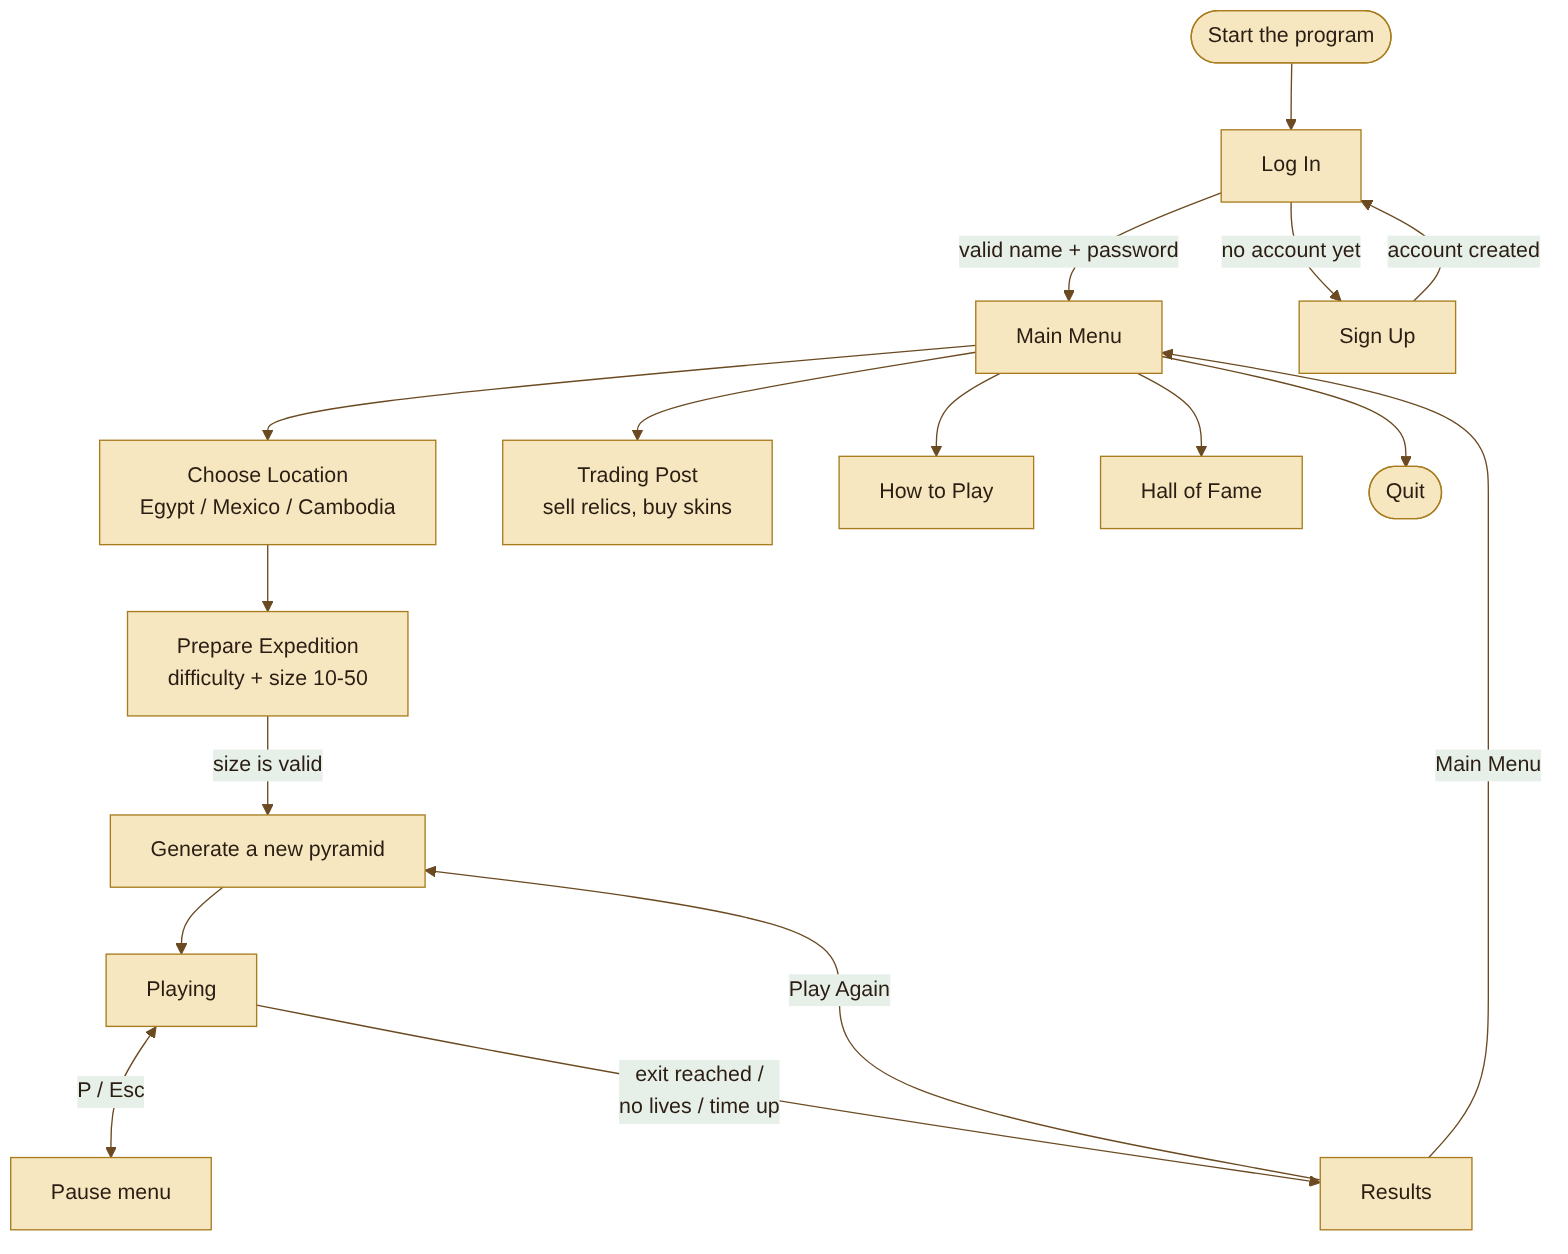 Start the program
Log In
valid name + password
no account yet
account created
Main Menu
Sign Up
Choose Location
Egypt / Mexico / Cambodia
Trading Post
sell relics, buy skins
How to Play
Hall of Fame
Quit
Prepare Expedition
difficulty + size 10-50
size is valid
Main Menu
Generate a new pyramid
Playing
Play Again
P / Esc
exit reached /
no lives / time up
Pause menu
Results